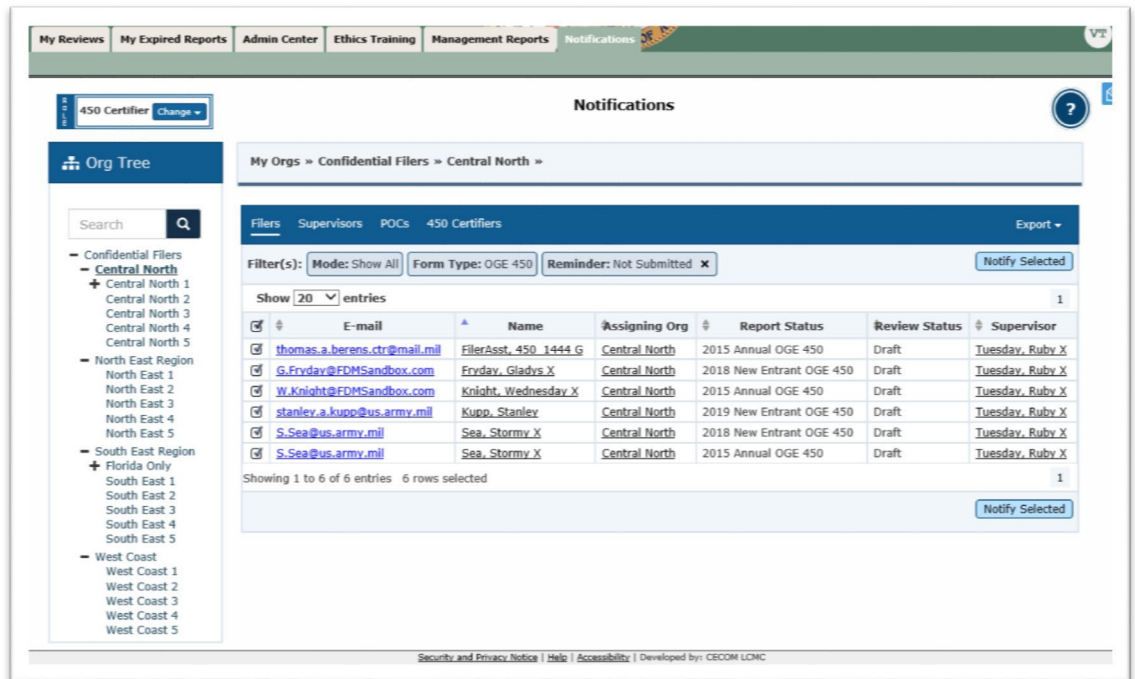 My Reviews My Expired Reports Admin Center Ethics Training Management Reports Notifications VT
ROLE 450 Certifier Change
Notifications
?
Org Tree
My Orgs » Confidential Filers » Central North »
Search
Filers Supervisors POCs 450 Certifiers Export
Filter(s): Mode: Show All Form Type: OGE 450 Reminder: Not Submitted × Notify Selected
Show 20 entries 1
E-mail Name Assigning Org Report Status Review Status Supervisor
thomas.a.berens.ctr@mail.mil FilerAsst, 450 1444 G Central North 2015 Annual OGE 450 Draft Tuesday, Ruby X
G.Fryday@FDMSandbox.com Fryday, Gladys X Central North 2018 New Entrant OGE 450 Draft Tuesday, Ruby X
W.Knight@FDMSandbox.com Knight, Wednesday X Central North 2015 Annual OGE 450 Draft Tuesday, Ruby X
stanley.a.kupp@us.army.mil Kupp, Stanley Central North 2019 New Entrant OGE 450 Draft Tuesday, Ruby X
S.Sea@us.army.mil Sea, Stormy X Central North 2018 New Entrant OGE 450 Draft Tuesday, Ruby X
S.Sea@us.army.mil Sea, Stormy X Central North 2015 Annual OGE 450 Draft Tuesday, Ruby X
Showing 1 to 6 of 6 entries 6 rows selected 1
Notify Selected
Confidential Filers
Central North
Central North 1
Central North 2
Central North 3
Central North 4
Central North 5
North East Region
North East 1
North East 2
North East 3
North East 4
North East 5
South East Region
Florida Only
South East 1
South East 2
South East 3
South East 4
South East 5
West Coast
West Coast 1
West Coast 2
West Coast 3
West Coast 4
West Coast 5
Security and Privacy Notice | Help | Accessibility | Developed by: CECOM LCMC